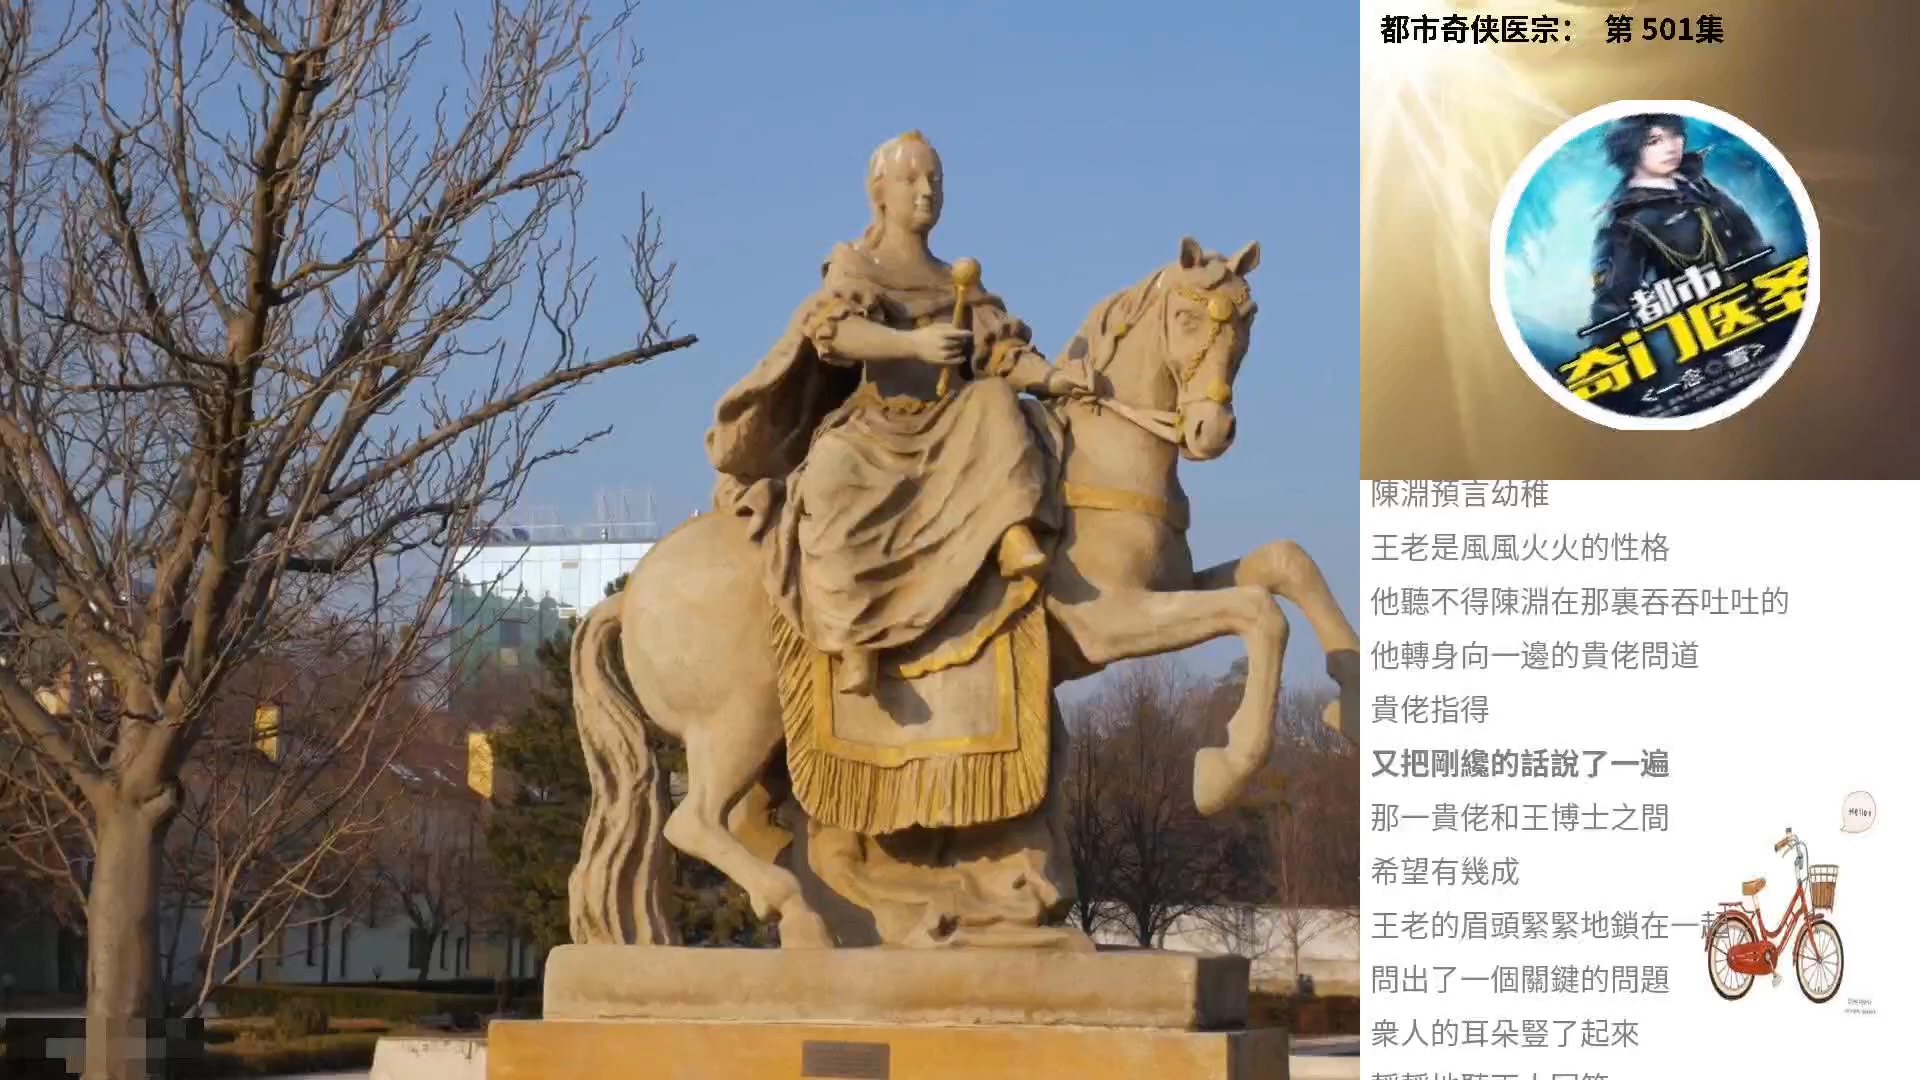 都市奇侠医宗： 第 501集
都市
奇门医圣
陳淵預言幼稚
王老是風風火火的性格
他聽不得陳淵在那裏吞吞吐吐的
他轉身向一邊的貴佬問道
貴佬指得
又把剛纔的話說了一遍
那一貴佬和王博士之間
希望有幾成
Hello!
王老的眉頭緊緊地鎖在一起
問出了一個關鍵的問題
衆人的耳朵豎了起來